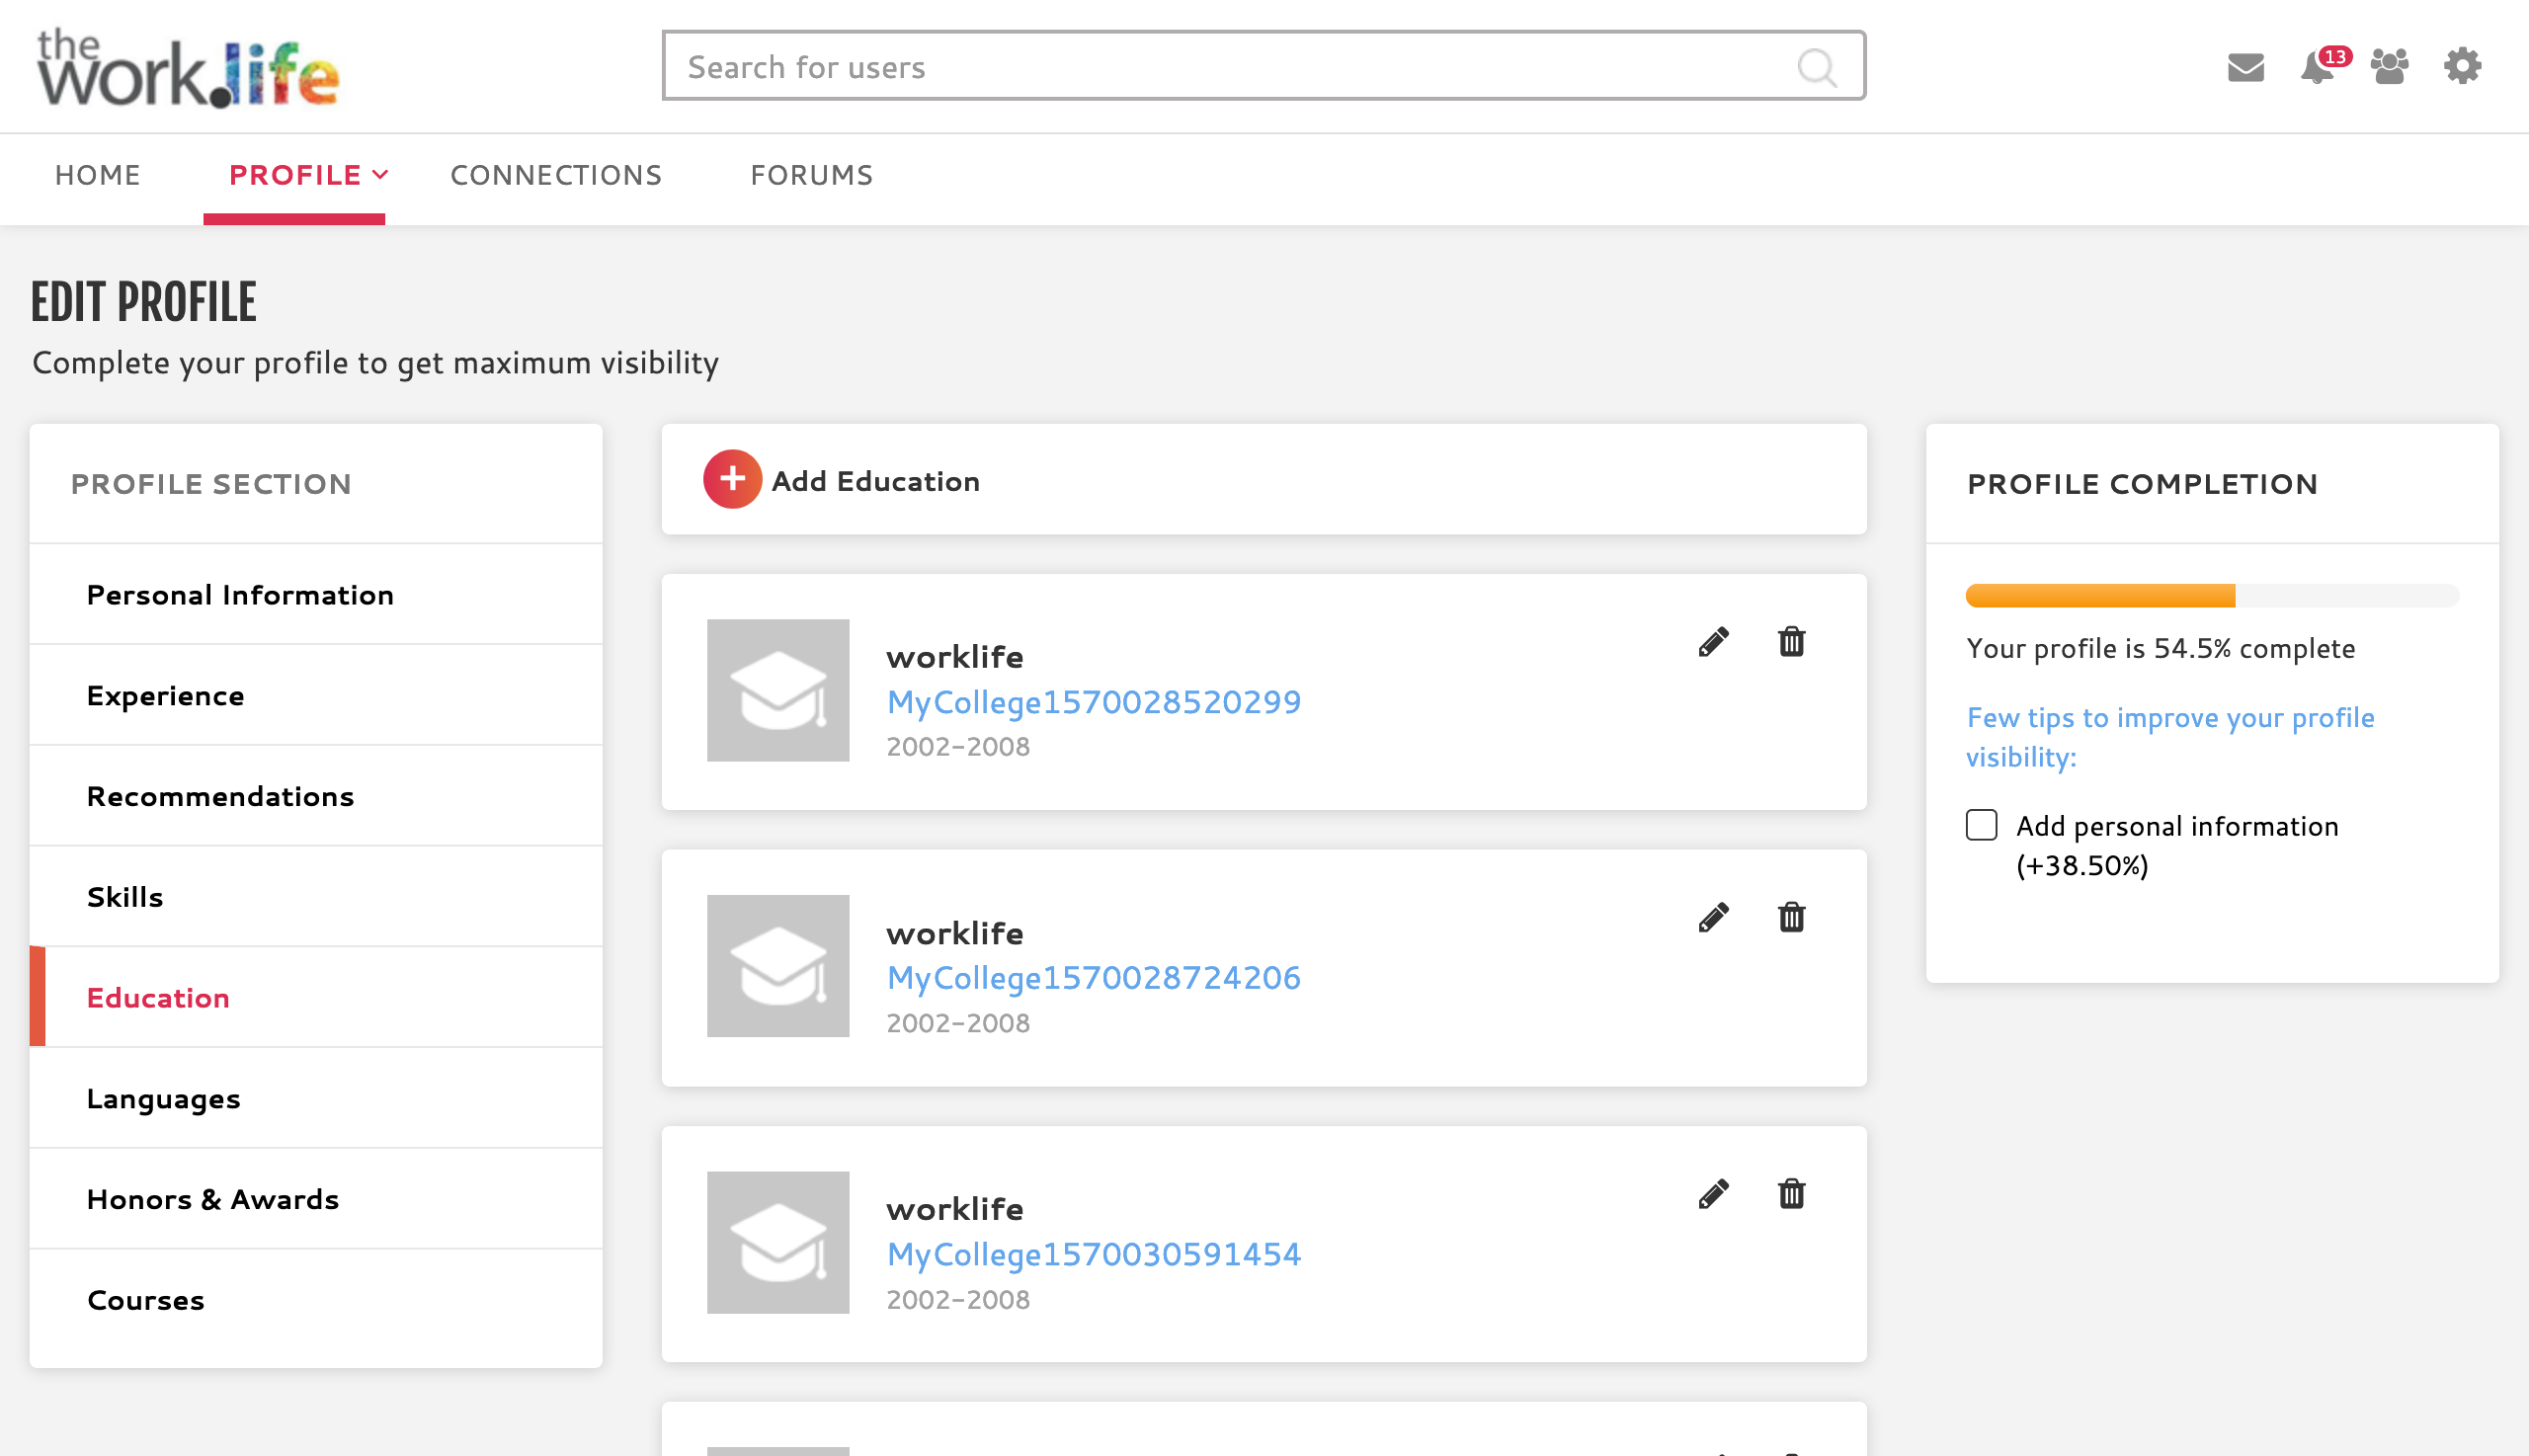 the
work.life
Search for users
13
HOME
PROFILE
CONNECTIONS
FORUMS
EDIT PROFILE
Complete your profile to get maximum visibility
PROFILE SECTION
Personal Information
Experience
Recommendations
Skills
Education
Languages
Honors & Awards
Courses
Add Education
worklife
MyCollege1570028520299
2002-2008
worklife
MyCollege1570028724206
2002-2008
worklife
MyCollege1570030591454
2002-2008
PROFILE COMPLETION
Your profile is 54.5% complete
Few tips to improve your profile
visibility:
Add personal information
(+38.50%)